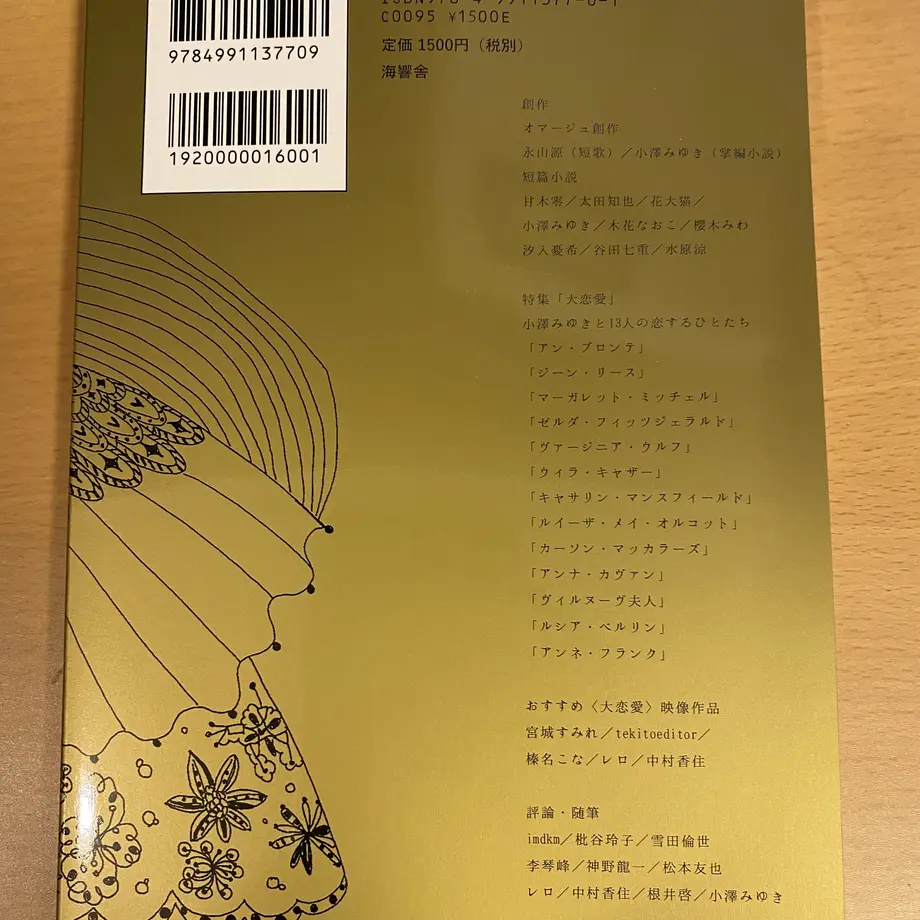 9784991137709
1920000016001
C0095 ¥1500E
定価 1500円（税別）
海響舎
創作
オマージュ創作
永山源（短歌）／小澤みゆき（掌編小説）
短篇小説
甘木零／太田知也／花大猫／
小澤みゆき／木花なおこ／櫻木みわ
汐入憂希／谷田七重／水原涼
特集「大恋愛」
小澤みゆきと13人の恋するひとたち
「アン・ブロンテ」
「ジーン・リース」
「マーガレット・ミッチェル」
「ゼルダ・フィッツジェラルド」
「ヴァージニア・ウルフ」
「ウィラ・キャザー」
「キャサリン・マンスフィールド」
「ルイーザ・メイ・オルコット」
「カーソン・マッカラーズ」
「アンナ・カヴァン」
「ヴィルヌーヴ夫人」
「ルシア・ベルリン」
「アンネ・フランク」
おすすめ〈大恋愛〉映像作品
宮城すみれ／tekitoeditor／
榛名こな／レロ／中村香住
評論・随筆
imdkm／枇谷玲子／雪田倫世
李琴峰／神野龍一／松本友也
レロ／中村香住／根井啓／小澤みゆき